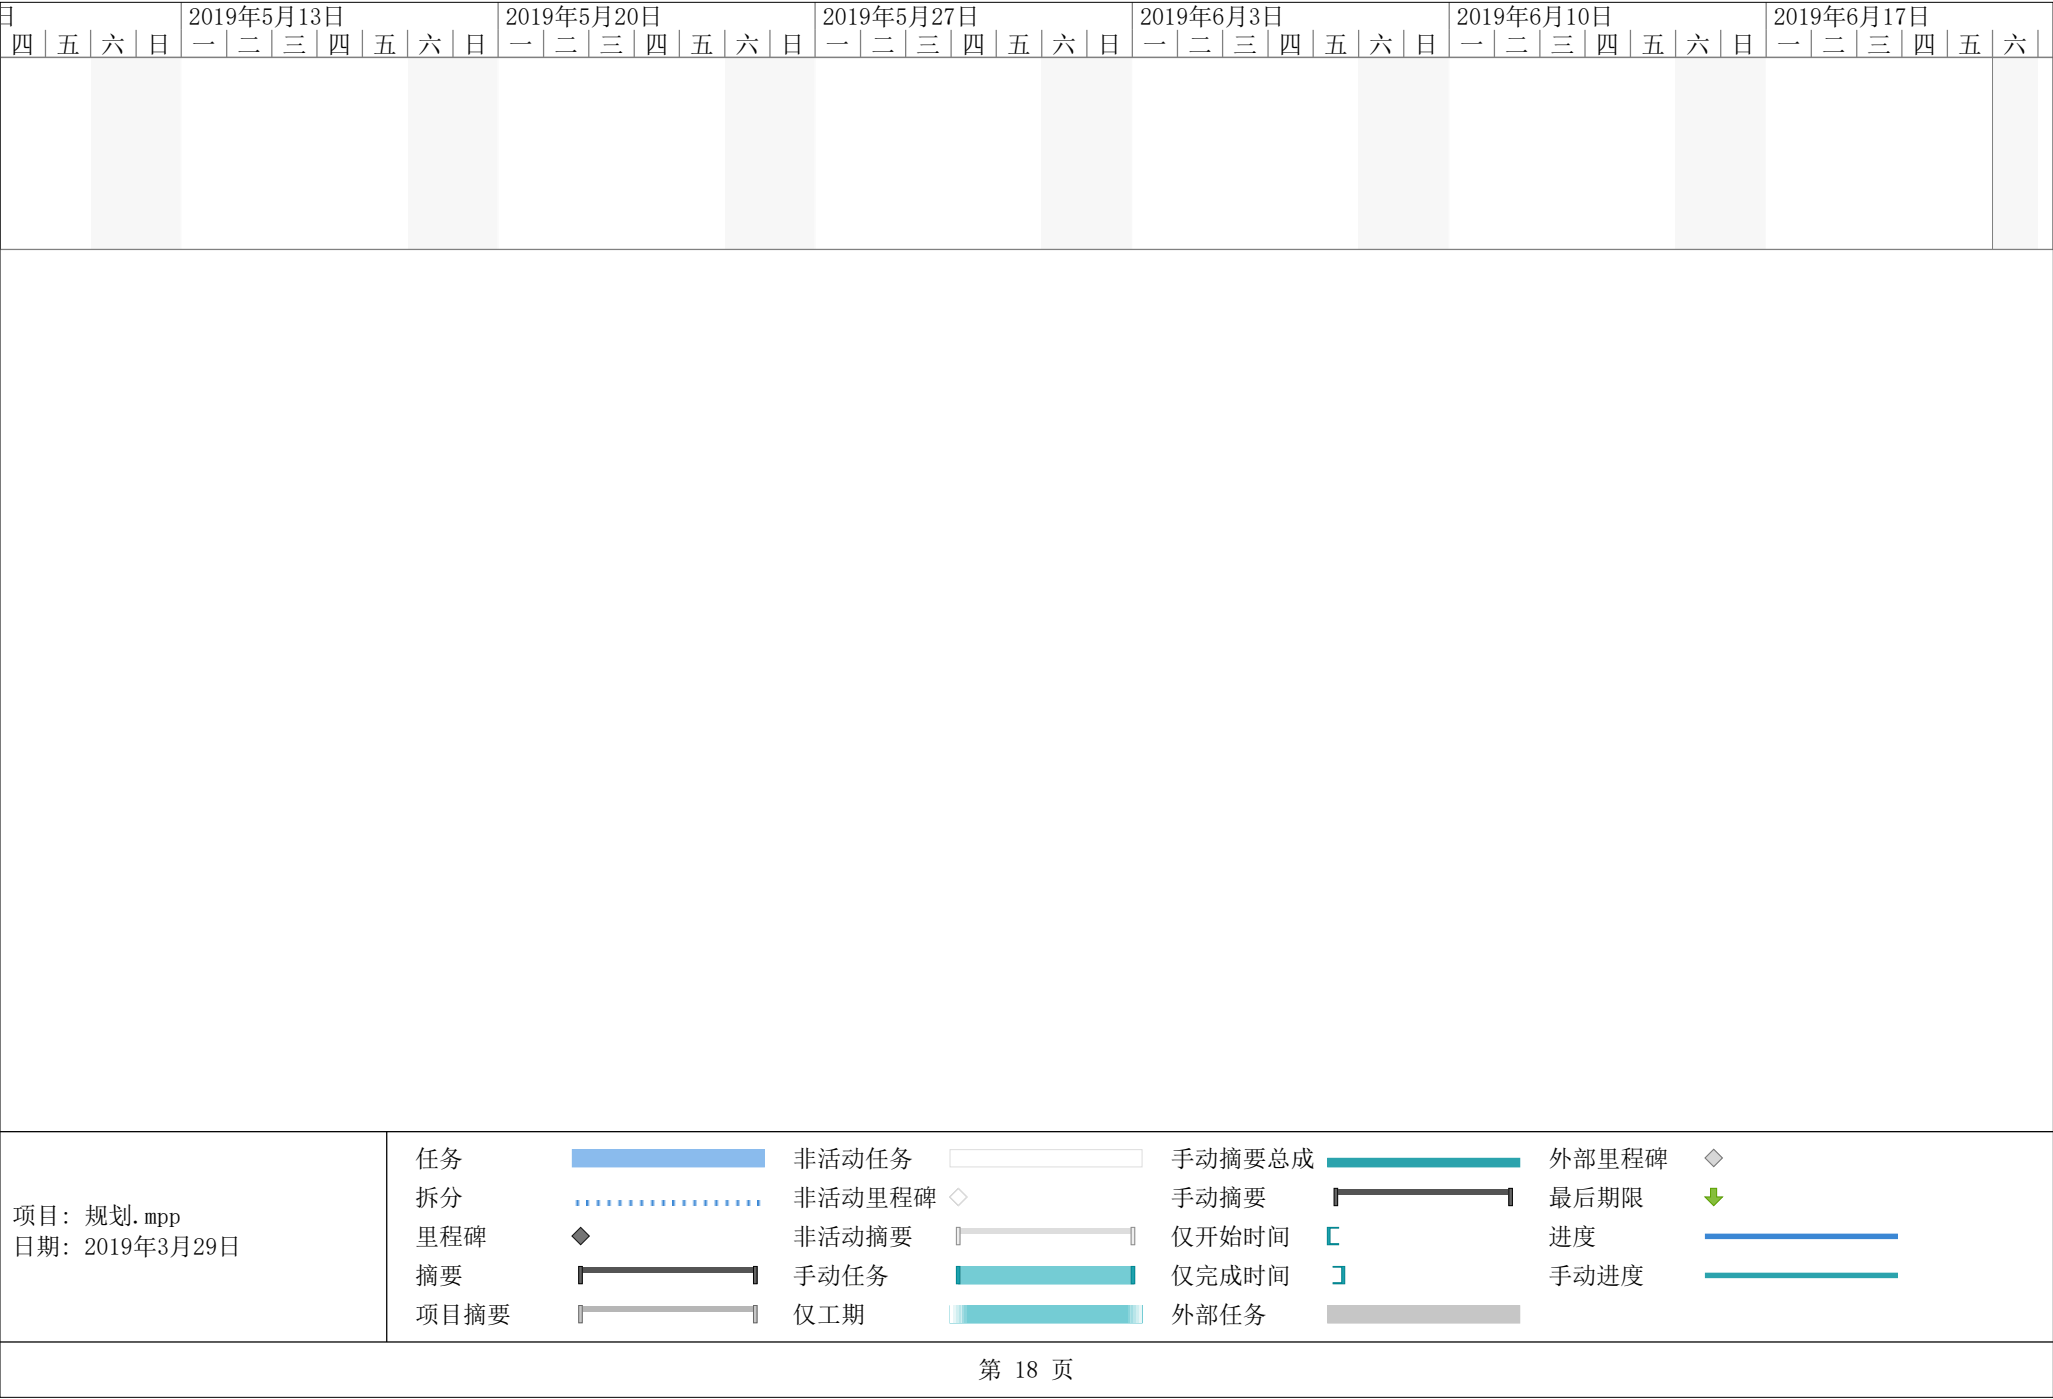 日 2019年5月13日 2019年5月20日 2019年5月27日 2019年6月3日 2019年6月10日 2019年6月17日
四 五 六 日 一 二 三 四 五 六 日 一 二 三 四 五 六 日 一 二 三 四 五 六 日 一 二 三 四 五 六 日 一 二 三 四 五 六 日 一 二 三 四 五 六
项目: 规划.mpp
日期: 2019年3月29日
任务 非活动任务 手动摘要总成 外部里程碑
拆分 非活动里程碑 手动摘要 最后期限
里程碑 非活动摘要 仅开始时间 进度
摘要 手动任务 仅完成时间 手动进度
项目摘要 仅工期 外部任务
第 18 页